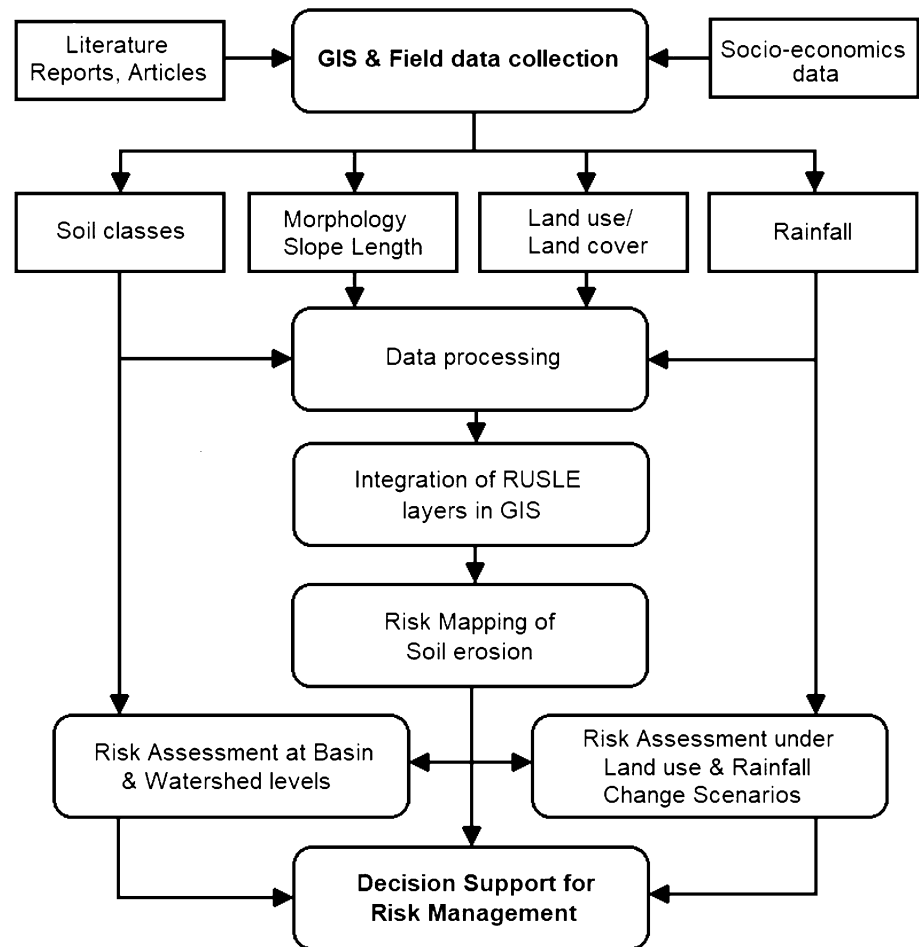 Literature
Reports, Articles
GIS & Field data collection
Socio-economics
data
Soil classes
Morphology
Slope Length
Land use/
Land cover
Rainfall
Data processing
Integration of RUSLE
layers in GIS
Risk Mapping of
Soil erosion
Risk Assessment at Basin
& Watershed levels
Risk Assessment under
Land use & Rainfall
Change Scenarios
Decision Support for
Risk Management